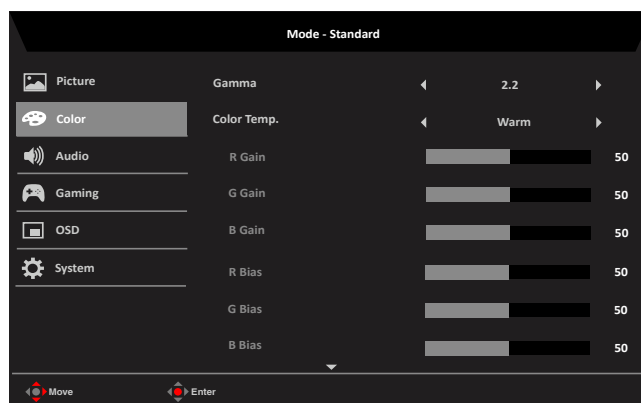 Mode - Standard
Picture
Color
Audio
Gaming
OSD
System
Gamma 2.2
Color Temp. Warm
R Gain 50
G Gain 50
B Gain 50
R Bias 50
G Bias 50
B Bias 50
Move Enter